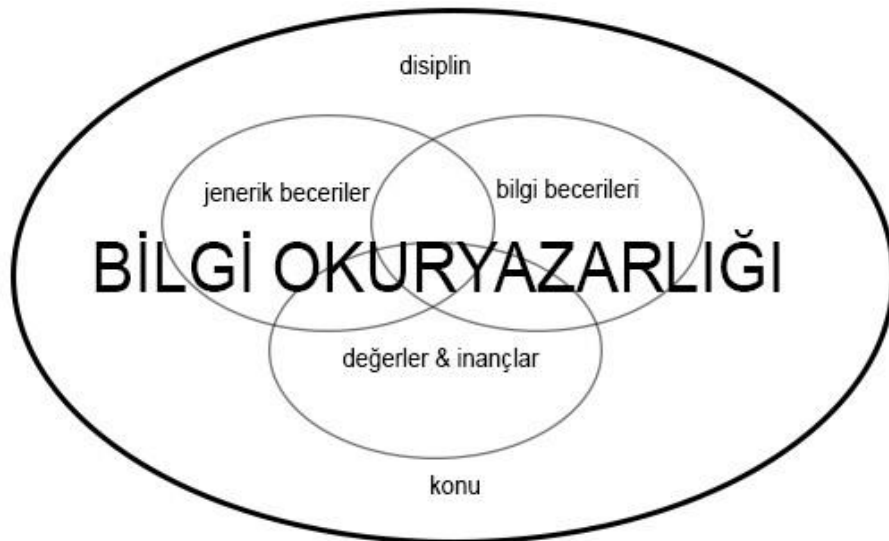 disiplin
jenerik beceriler
bilgi becerileri
BİLGİ OKURYAZARLIĞI
değerler & inançlar
konu